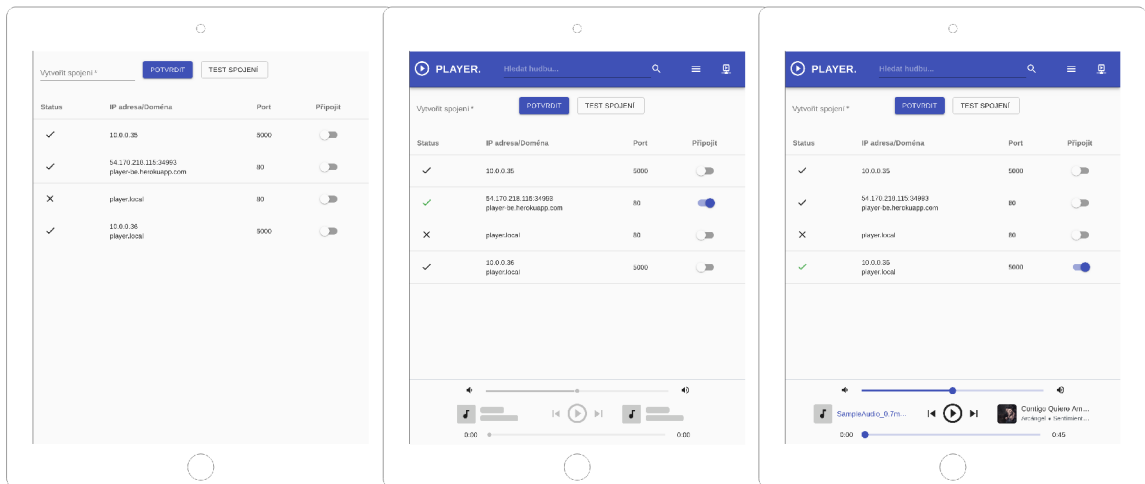 Vytvořit spojení *
POTVRDIT
TEST SPOJENÍ
Status
IP adresa/Doména
Port
Připojit
10.0.0.35
5000
54.170.218.115:34993
80
player-be.herokuapp.com
player.local
80
10.0.0.36
5000
player.local
PLAYER.
Hledat hudbu...
Vytvořit spojení *
POTVRDIT
TEST SPOJENÍ
Status
IP adresa/Doména
Port
Připojit
10.0.0.35
5000
54.170.218.115:34993
80
player-be.herokuapp.com
player.local
80
10.0.0.36
5000
player.local
0:00
0:00
PLAYER.
Hledat hudbu...
Vytvořit spojení *
POTVRDIT
TEST SPOJENÍ
Status
IP adresa/Doména
Port
Připojit
10.0.0.35
5000
54.170.218.115:34993
80
player-be.herokuapp.com
player.local
80
10.0.0.36
5000
player.local
SampleAudio_0.7m...
Contigo Quiero Am...
Arcángel • Sentimient...
0:00
0:45